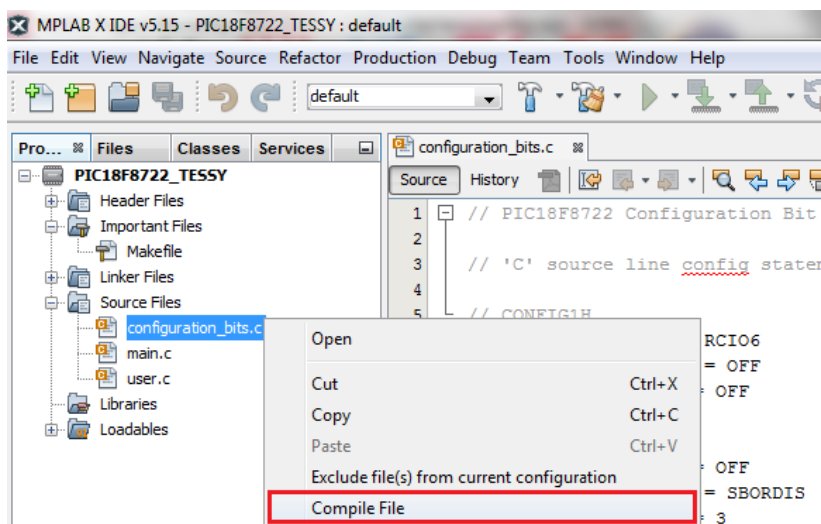 MPLAB X IDE v5.15 - PIC18F8722_TESSY : default
File Edit View Navigate Source Refactor Production Debug Team Tools Window Help
default
Pro... Files Classes Services
configuration_bits.c
PIC18F8722_TESSY
Header Files
Important Files
Makefile
Linker Files
Source Files
configuration_bits.c
main.c
user.c
Libraries
Loadables
Source History
1 // PIC18F8722 Configuration Bit
2
3 // 'C' source line config
4
5 // CONFIG1H
RCIO6
= OFF
= OFF
= OFF
= SBORDIS
= 3
Open
Cut Ctrl+X
Copy Ctrl+C
Paste Ctrl+V
Exclude file(s) from current configuration
Compile File